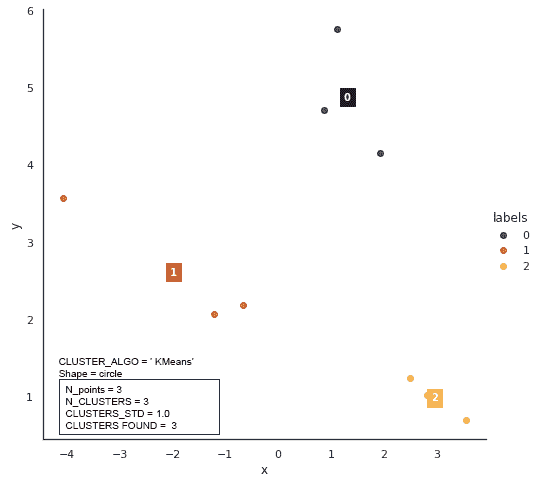 6
5
4
3
2
1
y
0
1
2
labels
0
1
2
CLUSTER_ALGO = ' KMeans'
Shape = circle
N_points = 3
N_CLUSTERS = 3
CLUSTERS_STD = 1.0
CLUSTERS FOUND =  3
−4 −3 −2 −1 0 1 2 3
x